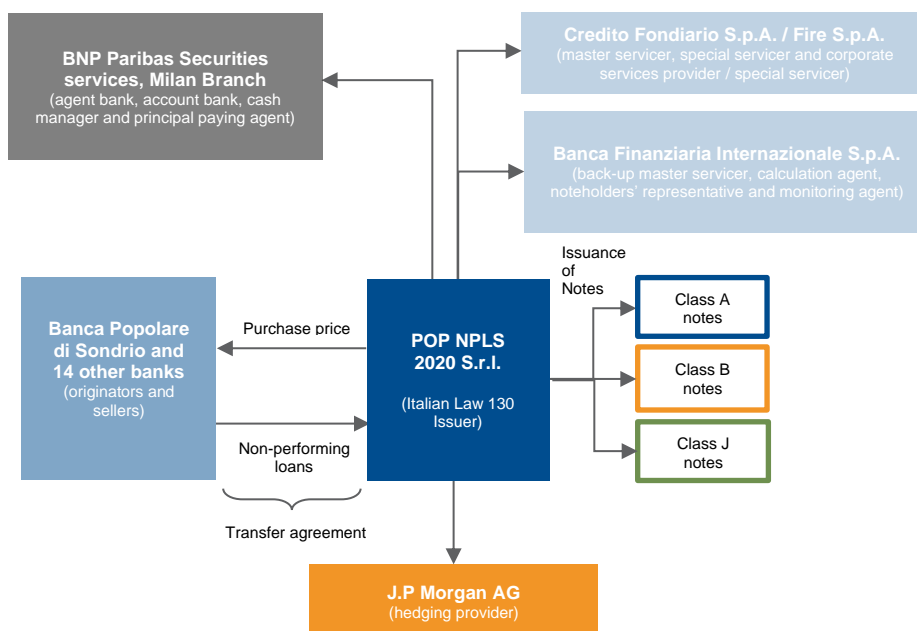 BNP Paribas Securities
services, Milan Branch
(agent bank, account bank, cash
manager and principal paying agent)
Credito Fondiario S.p.A. / Fire S.p.A.
(master servicer, special servicer and corporate
services provider / special servicer)
Banca Finanziaria Internazionale S.p.A.
(back-up master servicer, calculation agent,
noteholders' representative and monitoring agent)
Issuance
of
Notes
Class A
notes
Class B
notes
Class J
notes
Banca Popolare
di Sondrio and
14 other banks
(originators and
sellers)
Purchase price
Non-performing
loans
Transfer agreement
POP NPLS
2020 S.r.l.
(Italian Law 130
Issuer)
J.P Morgan AG
(hedging provider)